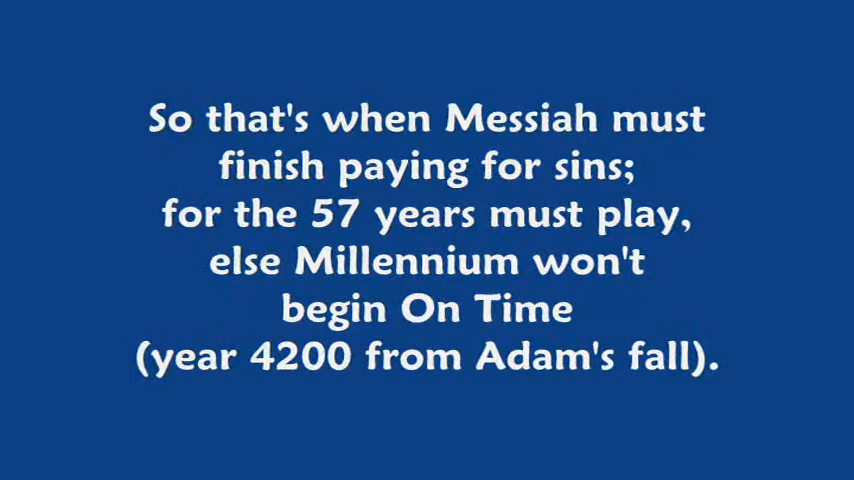 So that's when Messiah must
finish paying for sins;
for the 57 years must play,
else Millennium won't
begin On Time
(year 4200 from Adam's fall).